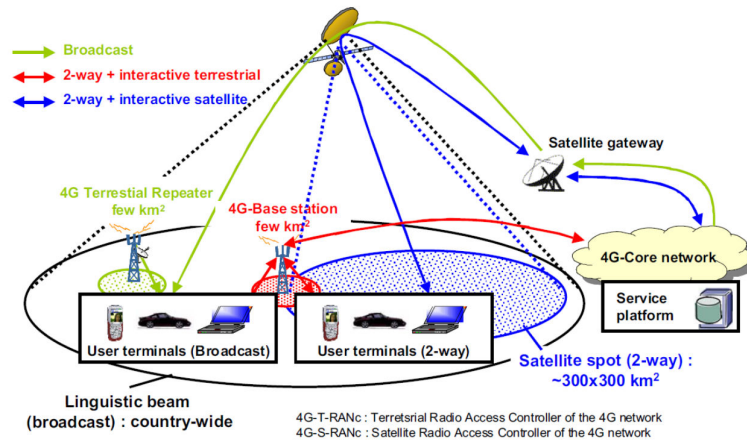 Broadcast
2-way + interactive terrestrial
2-way + interactive satellite
Satellite gateway
4G Terrestial Repeater
few km²
4G-Base station
few km²
4G-Core network
Service
platform
User terminals (Broadcast)
User terminals (2-way)
Satellite spot (2-way) :
~300x300 km²
Linguistic beam
(broadcast) : country-wide
4G-T-RANc : Terretsrial Radio Access Controller of the 4G network
4G-S-RANc : Satellite Radio Access Controller of the 4G network